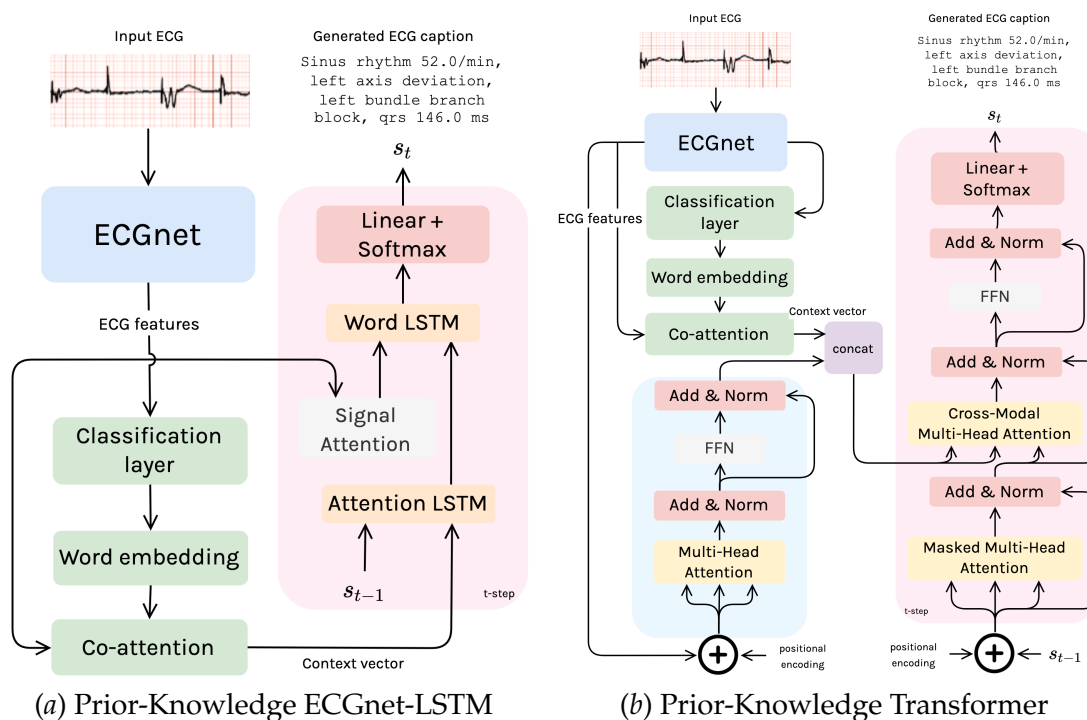 Input ECG
Generated ECG caption
Sinus rhythm 52.0/min,
left axis deviation,
left bundle branch
block, qrs 146.0 ms
s_t
Linear +
Softmax
ECGnet
Word LSTM
ECG features
Signal
Attention
Classification
layer
Attention LSTM
Word embedding
s_{t-1}
t-step
Co-attention
Context vector
(a) Prior-Knowledge ECGnet-LSTM
Input ECG
Generated ECG caption
Sinus rhythm 52.0/min,
left axis deviation,
left bundle branch
block, qrs 146.0 ms
s_t
ECGnet
Linear +
Softmax
Classification
layer
ECG features
Add & Norm
Word embedding
FFN
Context vector
Co-attention
concat
Add & Norm
Add & Norm
Cross-Modal
Multi-Head Attention
FFN
Add & Norm
Add & Norm
Multi-Head
Attention
Masked Multi-Head
Attention
t-step
+
positional
encoding
positional
encoding
+
s_{t-1}
(b) Prior-Knowledge Transformer